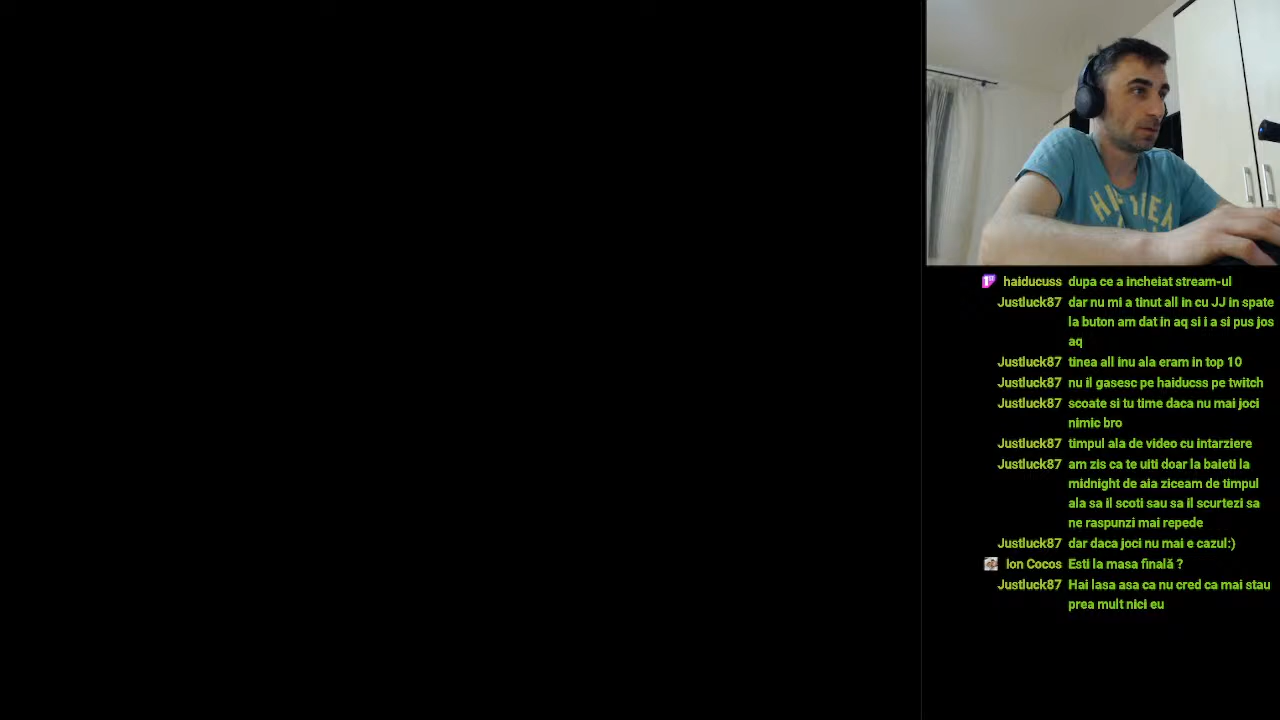 haiducuss dupa ce a incheiat stream-ul
Justluck87 dar nu mi a tinut all in cu JJ in spate
la buton am dat in aq si i a si pus jos
aq
Justluck87 tinea all inu ala eram in top 10
Justluck87 nu il gasesc pe haiducss pe twitch
Justluck87 scoate si tu time daca nu mai joci
nimic bro
Justluck87 timpul ala de video cu intarziere
Justluck87 am zis ca te uiti doar la baieti la
midnight de aia ziceam de timpul
ala sa il scoti sau sa il scurtezi sa
ne raspunzi mai repede
Justluck87 dar daca joci nu mai e cazul:)
Ion Cocos Esti la masa finală ?
Justluck87 Hai lasa asa ca nu cred ca mai stau
prea mult nici eu